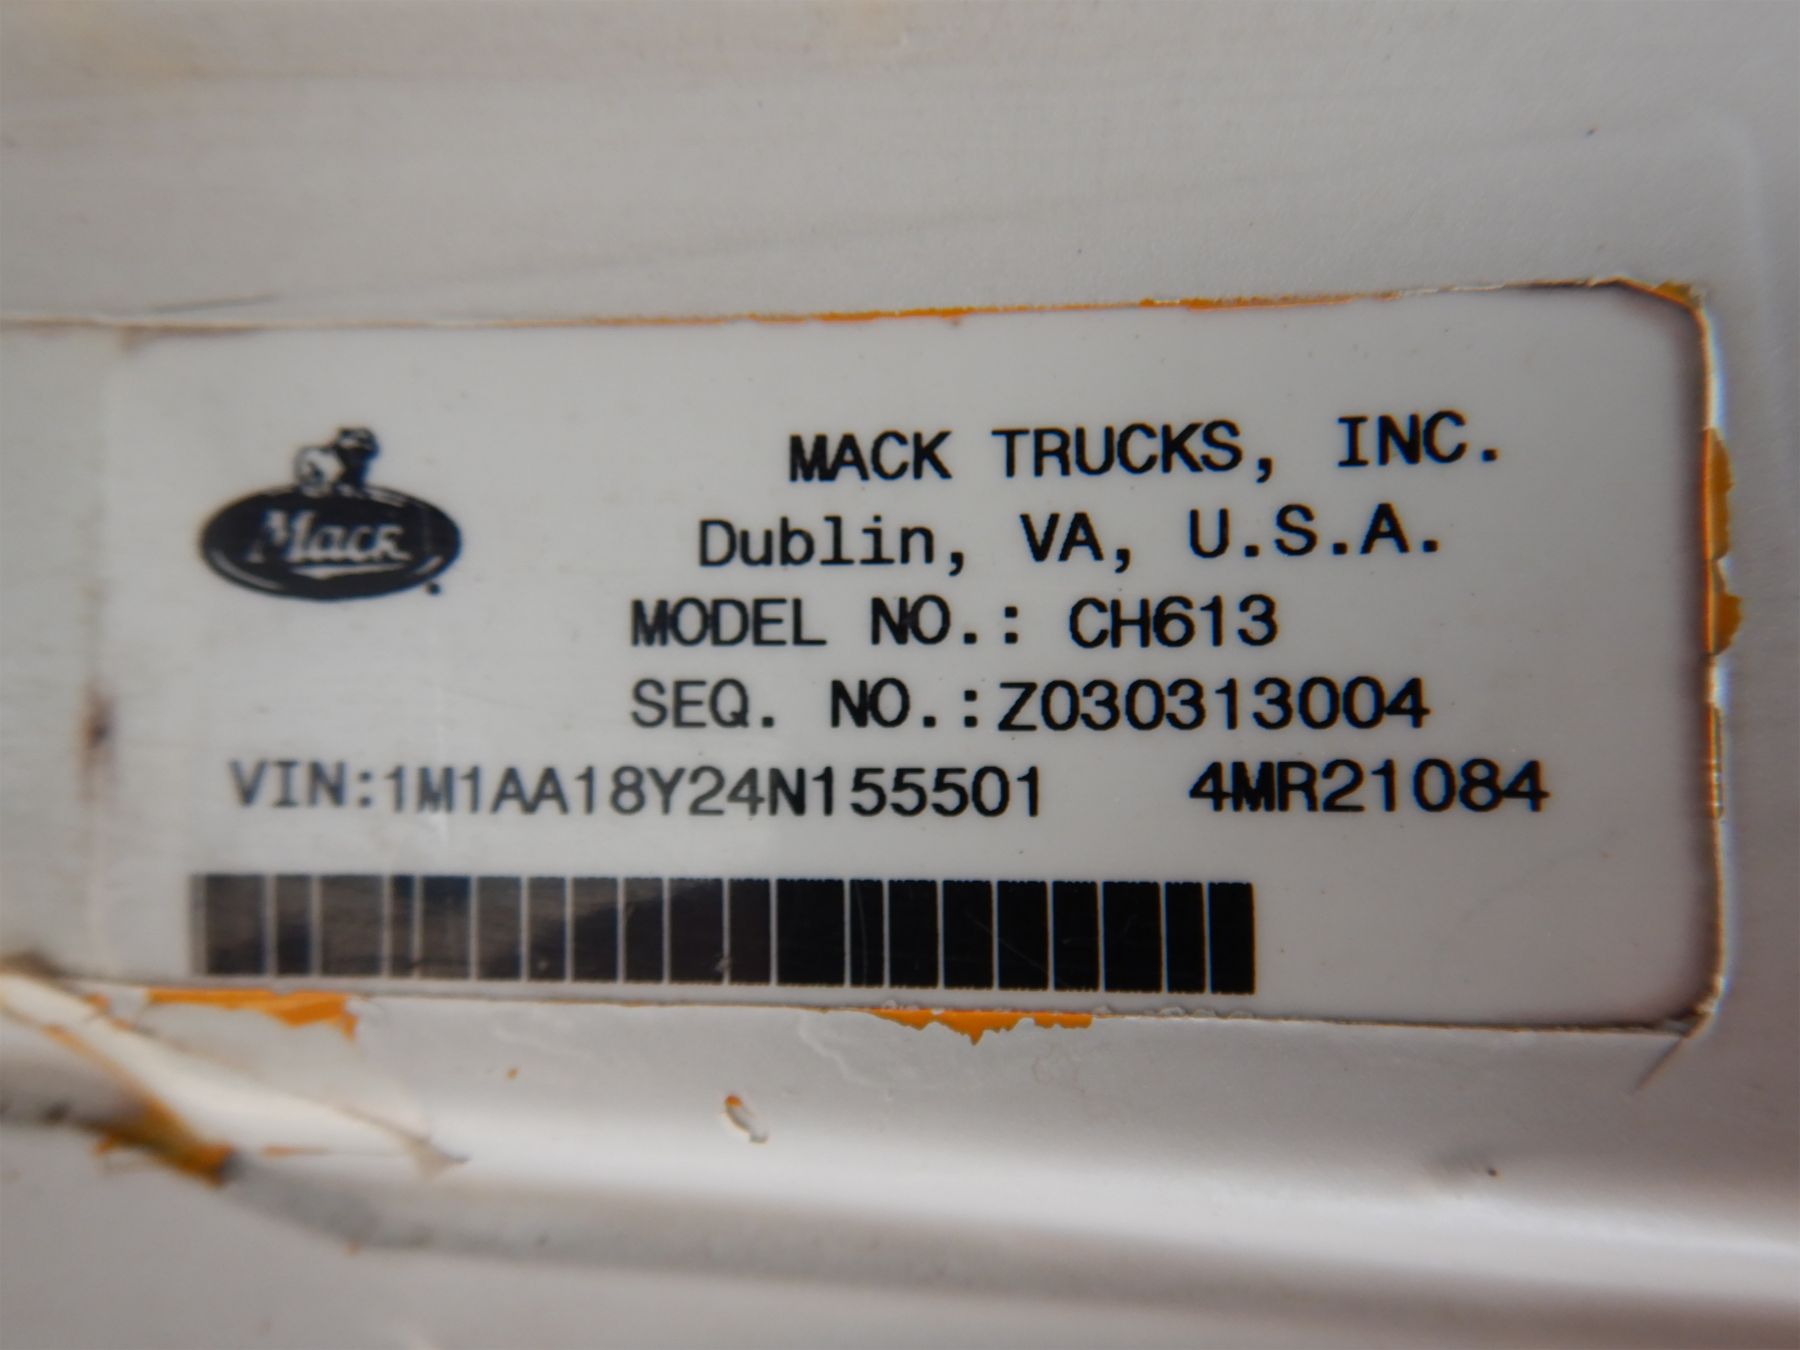 Mack
MACK TRUCKS, INC.
Dublin, VA, U.S.A.
MODEL NO.: CH613
SEQ. NO.:Z030313004
VIN:1M1AA18Y24N155501 4MR21084